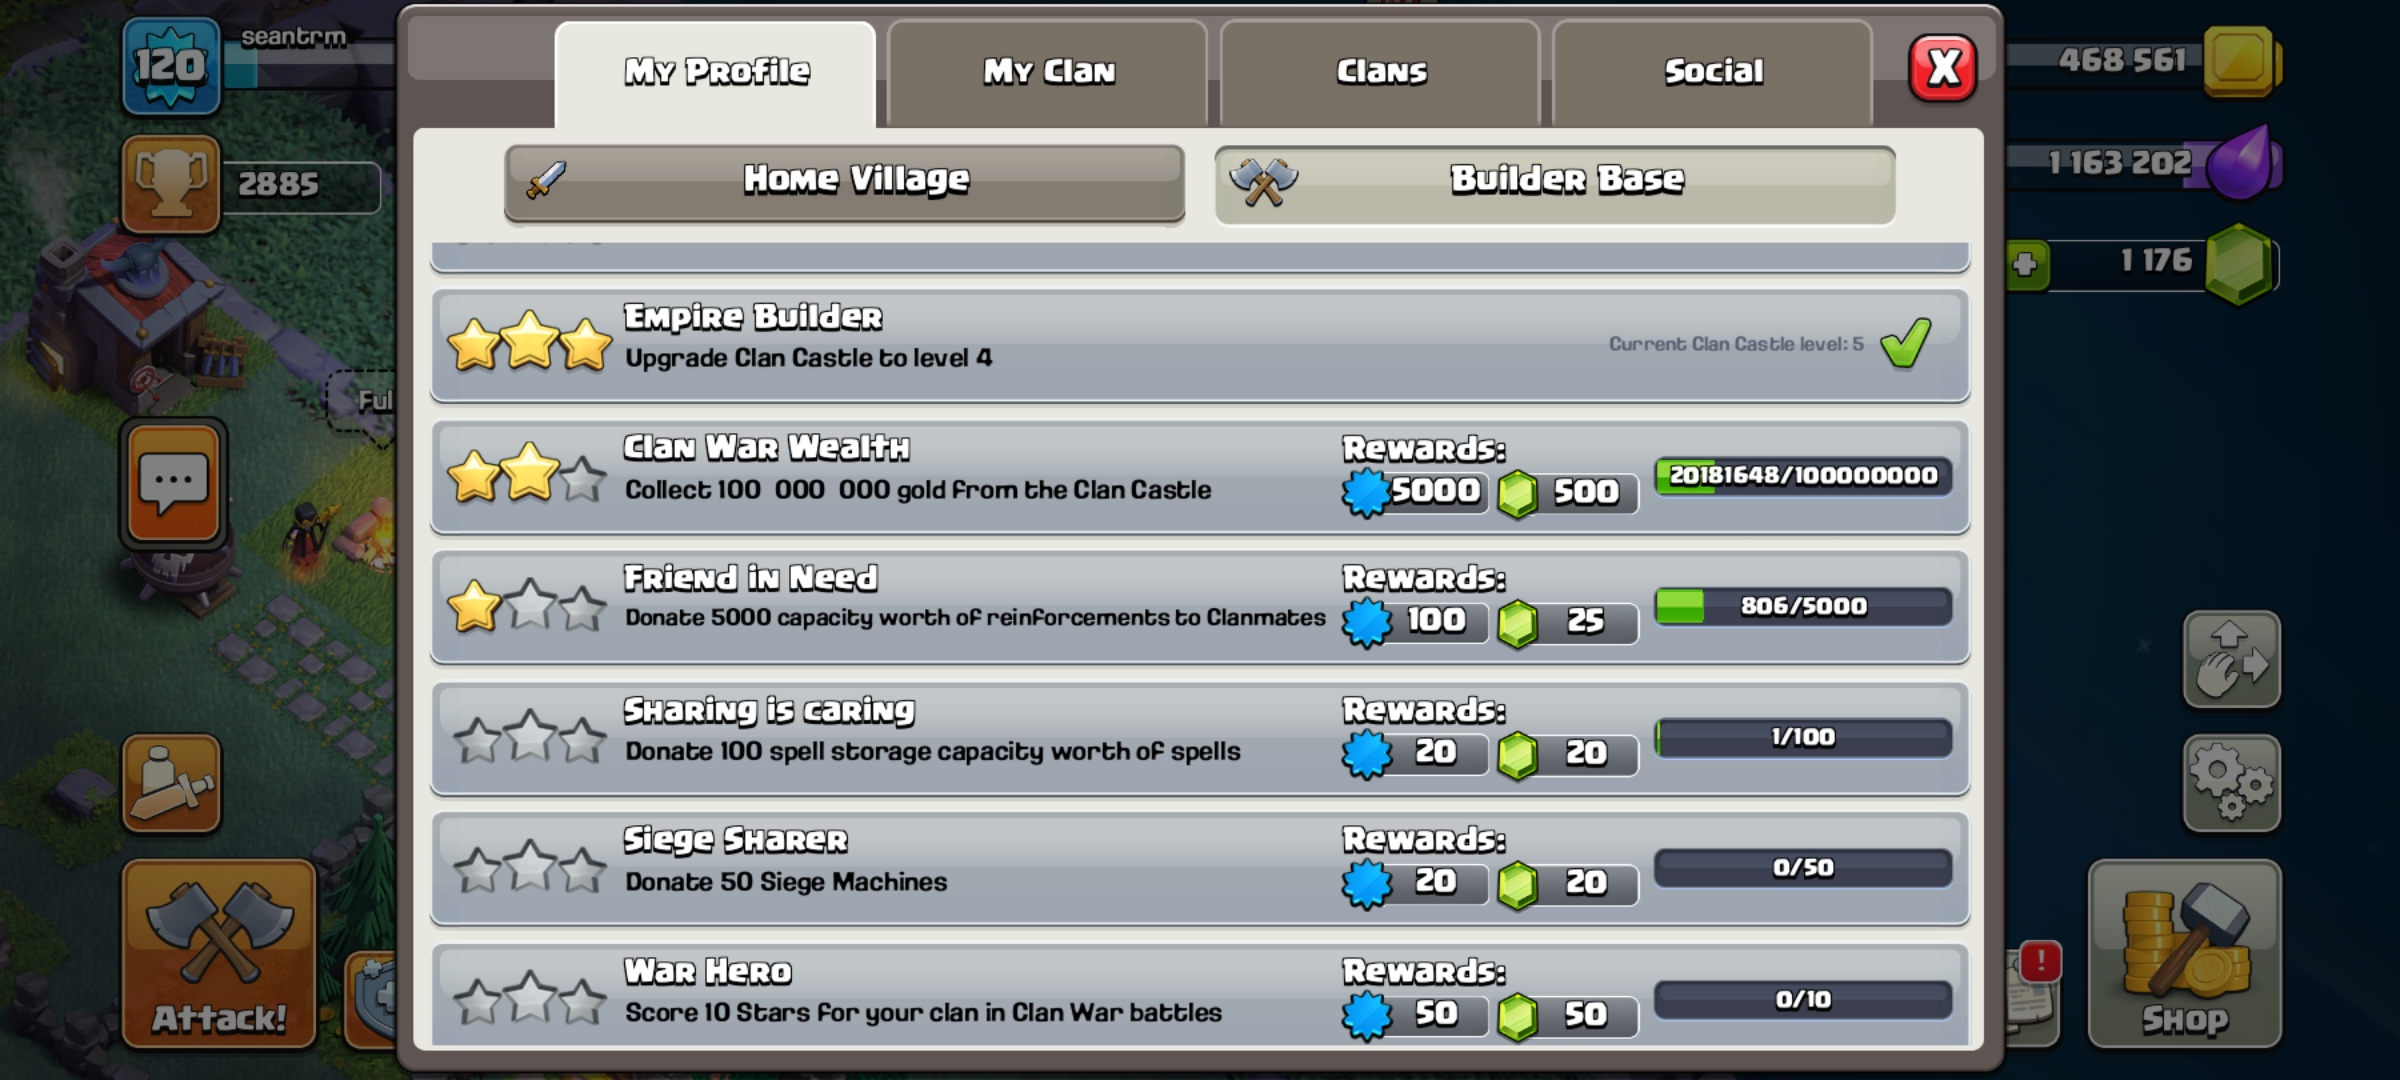 120
seantrm
2885
My Profile
My Clan
Clans
Social
X
468 561
1 163 202
1 176
Home Village
Builder Base
Empire Builder
Upgrade Clan Castle to level 4
Current Clan Castle level: 5
Ful
Clan War Wealth
Collect 100 000 000 gold from the Clan Castle
Rewards:
5000
500
20181648/100000000
Friend in Need
Donate 5000 capacity worth of reinforcements to Clanmates
Rewards:
100
25
806/5000
Sharing is caring
Donate 100 spell storage capacity worth of spells
Rewards:
20
20
1/100
Siege Sharer
Donate 50 Siege Machines
Rewards:
20
20
0/50
War Hero
Score 10 Stars for your clan in Clan War battles
Rewards:
50
50
0/10
Attack!
!
Shop